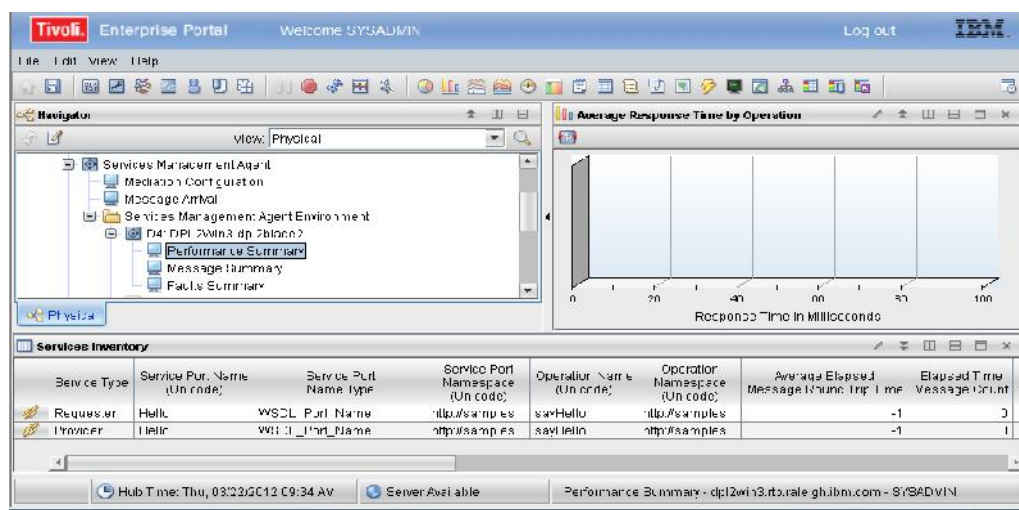 Tivoli. Enterprise Portal Welcome SYSADMIN Log out IBM.
File Edit View Help
Navigator
View: Physical
Services Management Agent
Mediation Configuration
Message Arrival
Services Management Agent Environment
Performance Summary
Message Summary
Faults Summary
Physical
Average Response Time by Operation
0 20 40 60 80 100
Response Time in Milliseconds
Services Inventory
Service Type
Service Port Name (Unicode)
Service Port Name Type
Service Port Namespace (Unicode)
Operation Name (Unicode)
Operation Namespace (Unicode)
Average Elapsed Message Round Trip Time
Elapsed Time Message Count
Requester Hello WSDL_Port_Name http://samples sayHello http://samples -1 0
Provider Hello WSDL_Port_Name http://samples sayHello http://samples -1
Hub Time: Thu, 03/22/2012 09:34 AM
Server Available
Performance Summary - dpl2win3.rtp.raleigh.ibm.com - SYSADMIN